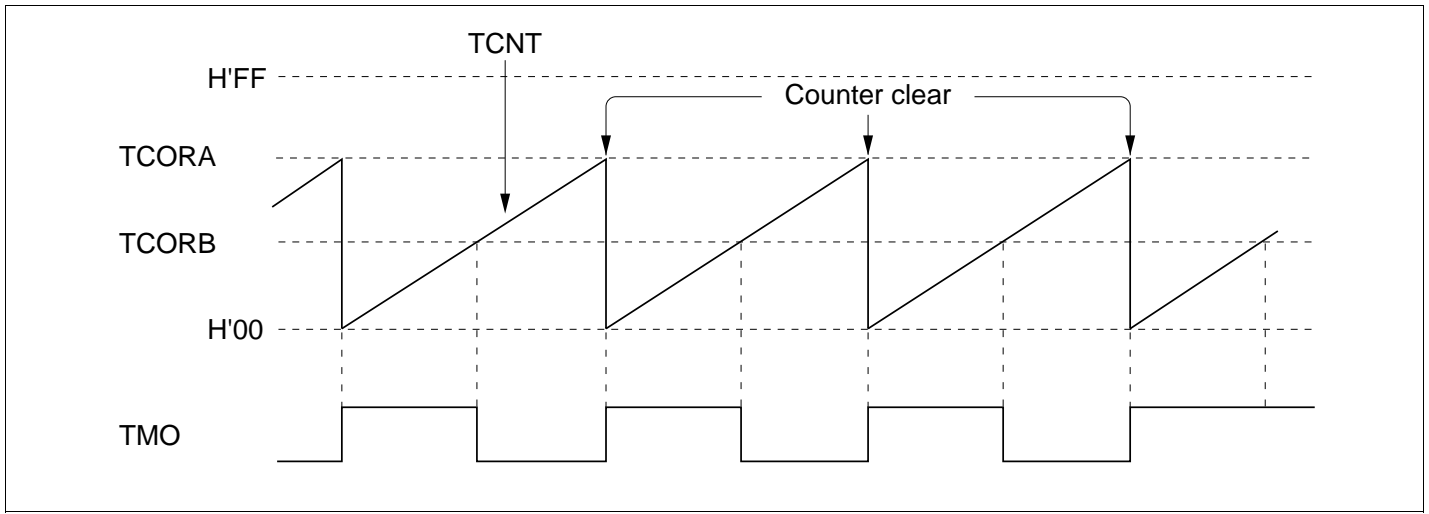 TCNT
H'FF
Counter clear
TCORA
TCORB
H'00
TMO